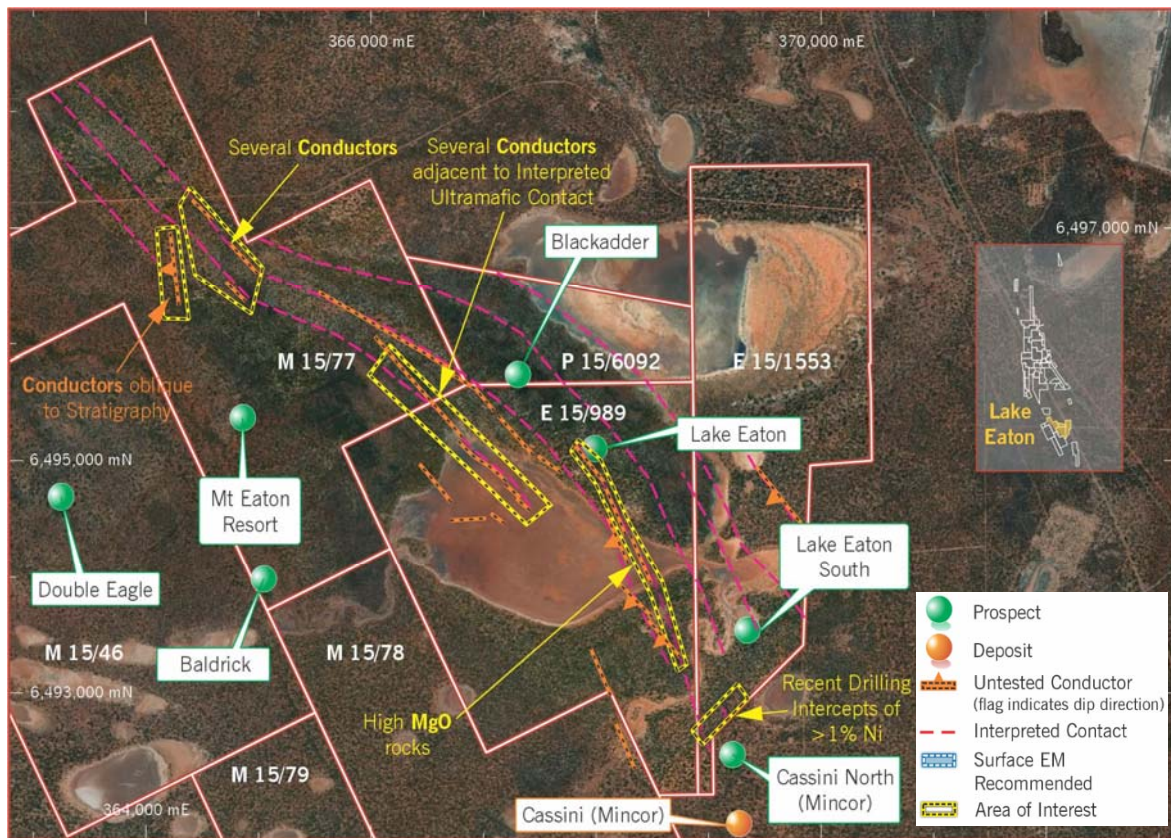 366,000 mE
370,000 mE
Several Conductors
Several Conductors
adjacent to Interpreted
Ultramafic Contact
Blackadder
6,497,000 mN
M 15/77
P 15/6092
E 15/1553
Conductors oblique
to Stratigraphy
E 15/989
Lake Eaton
Lake
Eaton
6,495,000 mN
Mt Eaton
Resort
Double Eagle
Lake Eaton
South
Baldrick
M 15/46
M 15/78
6,493,000 mN
High MgO
rocks
Recent Drilling
Intercepts of
>1% Ni
M 15/79
Cassini North
(Mincor)
364,000 mE
Cassini (Mincor)
Prospect
Deposit
Untested Conductor
(flag indicates dip direction)
Interpreted Contact
Surface EM
Recommended
Area of Interest